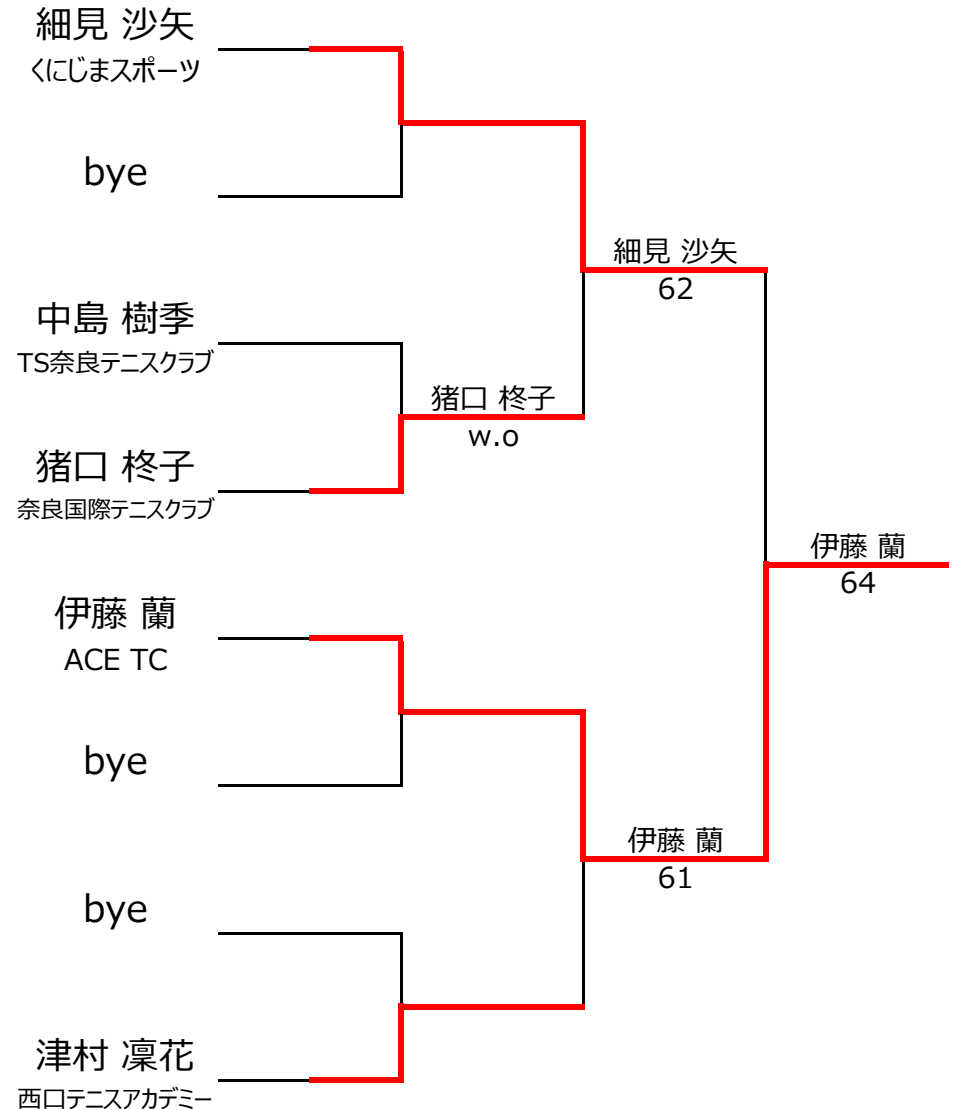 細見 沙矢
くにじまスポーツ
bye
細見 沙矢
62
中島 樹季
TS奈良テニスクラブ
猪口 柊子
w.o
猪口 柊子
奈良国際テニスクラブ
伊藤 蘭
64
伊藤 蘭
ACE TC
bye
伊藤 蘭
61
bye
津村 凜花
西口テニスアカデミー